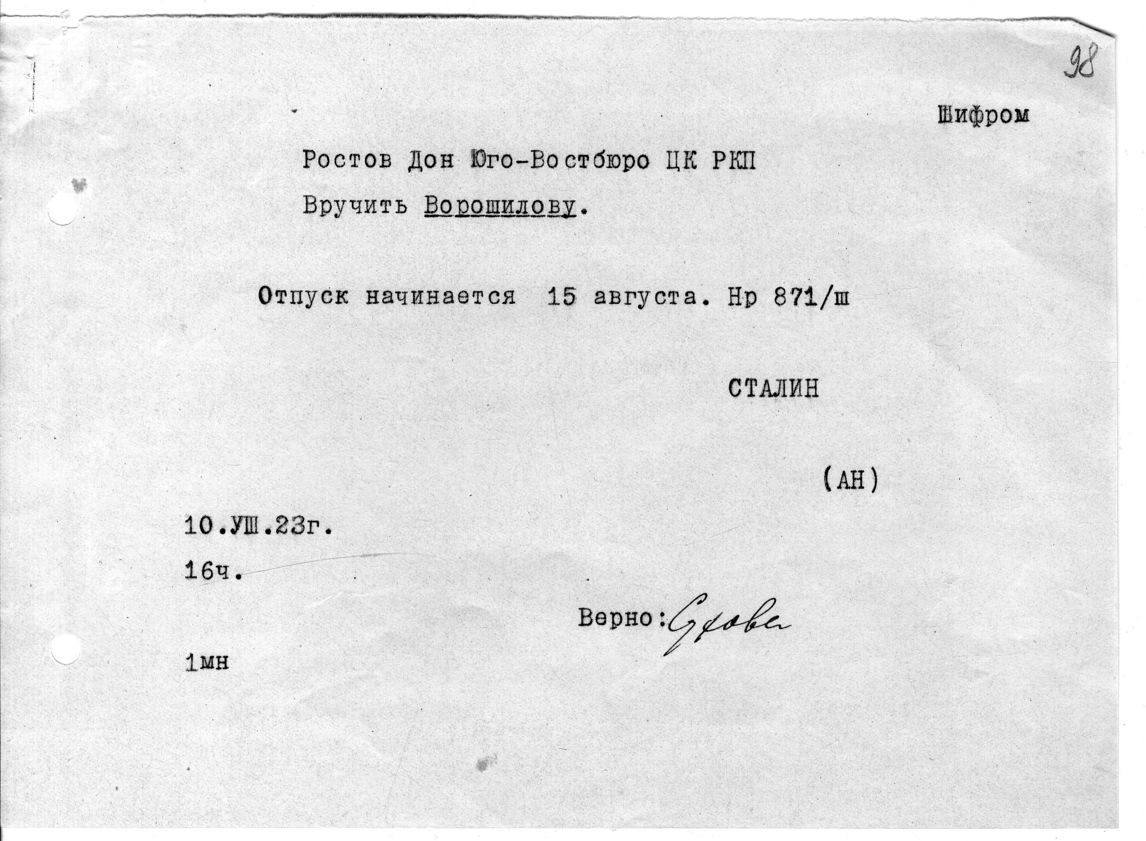 98
Шифром
Ростов Дон Юго-Востбюро ЦК РКП
Вручить Ворошилову.
Отпуск начинается 15 августа. Нр 871/ш
СТАЛИН
(АН)
10.УШ.23г.
16ч.
Верно: Сухова
1мн